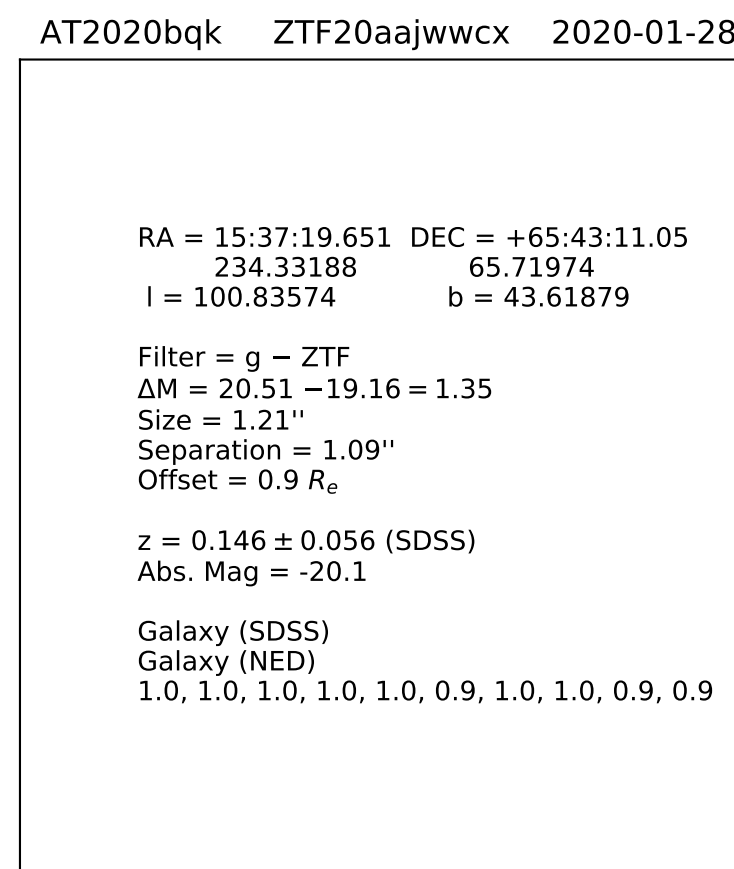 AT2020bqk ZTF20aajwwcx 2020-01-28
RA = 15:37:19.651 DEC = +65:43:11.05
234.33188 65.71974
l = 100.83574 b = 43.61879
Filter = g − ZTF
ΔM = 20.51 −19.16 = 1.35
Size = 1.21''
Separation = 1.09''
Offset = 0.9 Rₑ
z = 0.146 ± 0.056 (SDSS)
Abs. Mag = -20.1
Galaxy (SDSS)
Galaxy (NED)
1.0, 1.0, 1.0, 1.0, 1.0, 0.9, 1.0, 1.0, 0.9, 0.9